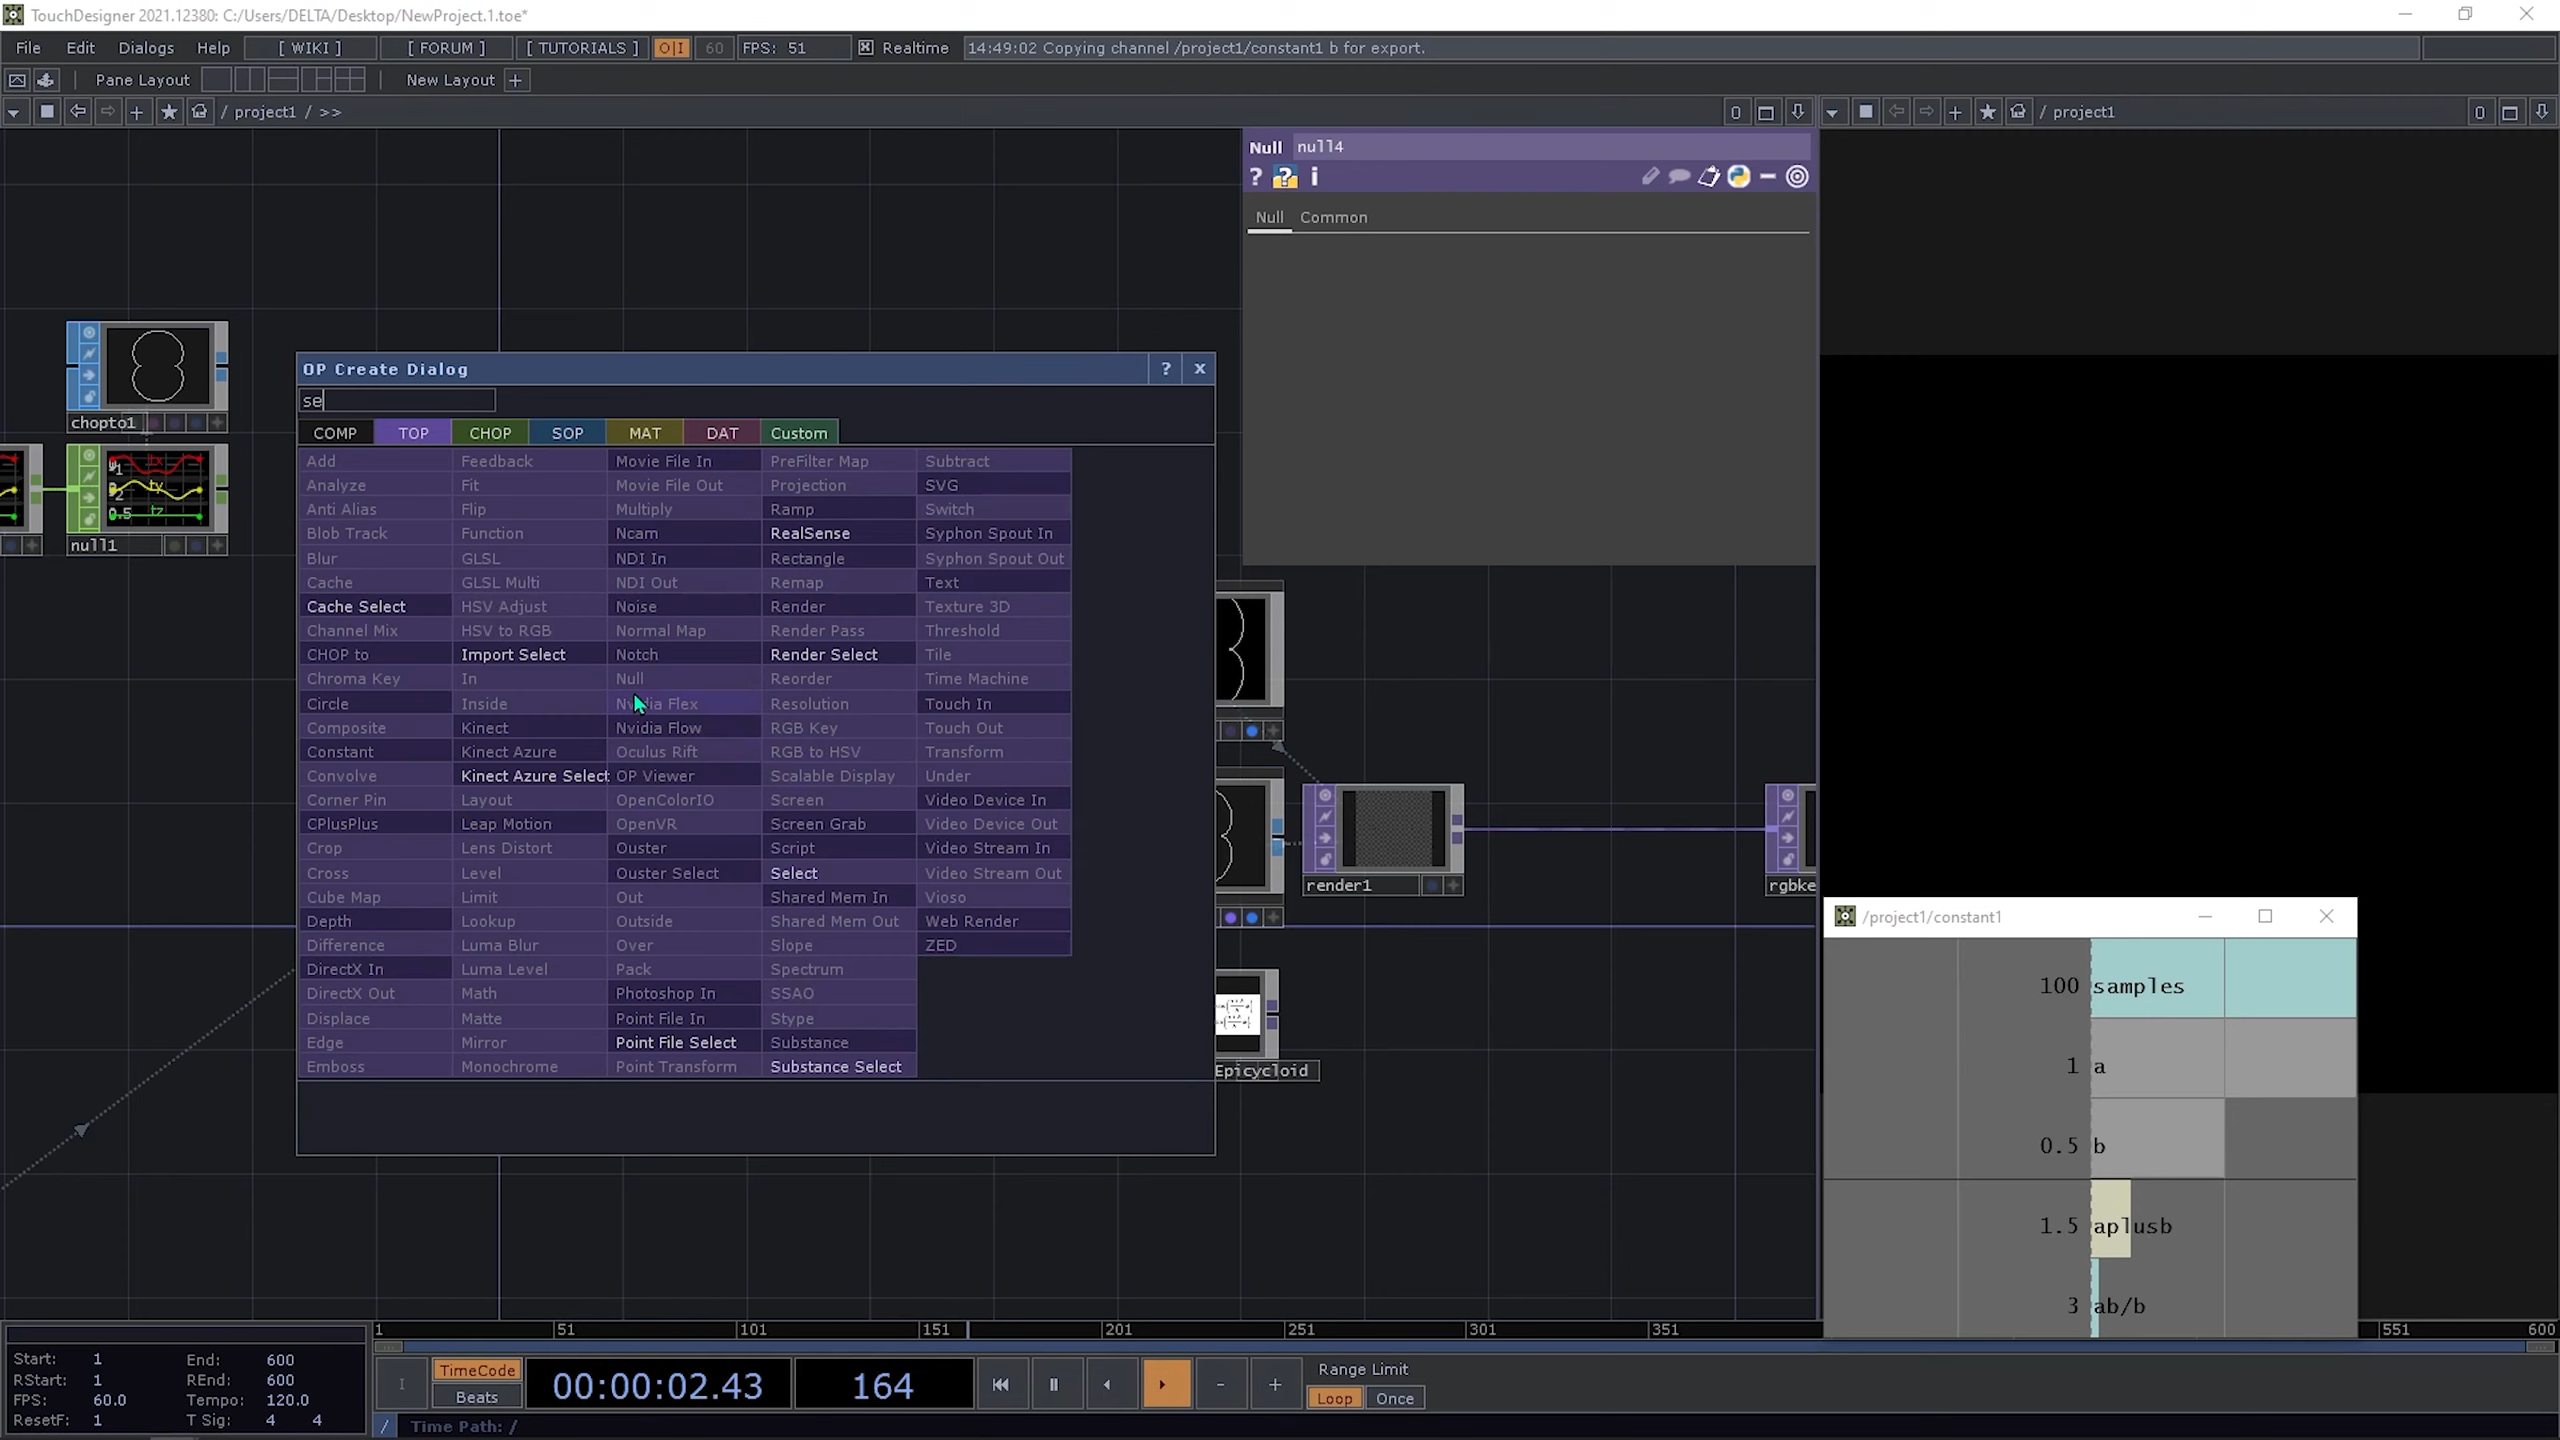 TouchDesigner 2021.12380: C:/Users/DELTA/Desktop/NewProject.1.toe*
File Edit Dialogs Help [ WIKI ] [ FORUM ] [ TUTORIALS ] O|I 60 FPS: 51 Realtime 14:49:02 Copying channel /project1/constant1 b for export.
Pane Layout New Layout +
/ project1 / >> 0 / project1 0
Null null4
? ? i
Null Common
chopto1
null1
tx
ty
tz
OP Create Dialog ? x
se
COMP TOP CHOP SOP MAT DAT Custom
Add Feedback Movie File In PreFilter Map Subtract
Analyze Fit Movie File Out Projection SVG
Anti Alias Flip Multiply Ramp Switch
Blob Track Function Ncam RealSense Syphon Spout In
Blur GLSL NDI In Rectangle Syphon Spout Out
Cache GLSL Multi NDI Out Remap Text
Cache Select HSV Adjust Noise Render Texture 3D
Channel Mix HSV to RGB Normal Map Render Pass Threshold
CHOP to Import Select Notch Render Select Tile
Chroma Key In Null Reorder Time Machine
Circle Inside Nvidia Flex Resolution Touch In
Composite Kinect Nvidia Flow RGB Key Touch Out
Constant Kinect Azure Oculus Rift RGB to HSV Transform
Convolve Kinect Azure Select OP Viewer Scalable Display Under
Corner Pin Layout OpenColorIO Screen Video Device In
CPlusPlus Leap Motion OpenVR Screen Grab Video Device Out
Crop Lens Distort Ouster Script Video Stream In
Cross Level Ouster Select Select Video Stream Out
Cube Map Limit Out Shared Mem In Vioso
Depth Lookup Outside Shared Mem Out Web Render
Difference Luma Blur Over Slope ZED
DirectX In Luma Level Pack Spectrum
DirectX Out Math Photoshop In SSAO
Displace Matte Point File In Stype
Edge Mirror Point File Select Substance
Emboss Monochrome Point Transform Substance Select
render1
rgbke
Epicycloid
/project1/constant1
100 samples
1 a
0.5 b
1.5 aplusb
3 ab/b
1 51 101 151 201 251 301 351 551 600
Start: 1 End: 600
RStart: 1 REnd: 600
FPS: 60.0 Tempo: 120.0
ResetF: 1 T Sig: 4 4
I TimeCode Beats 00:00:02.43 164 - +
Range Limit
Loop Once
/ Time Path: /